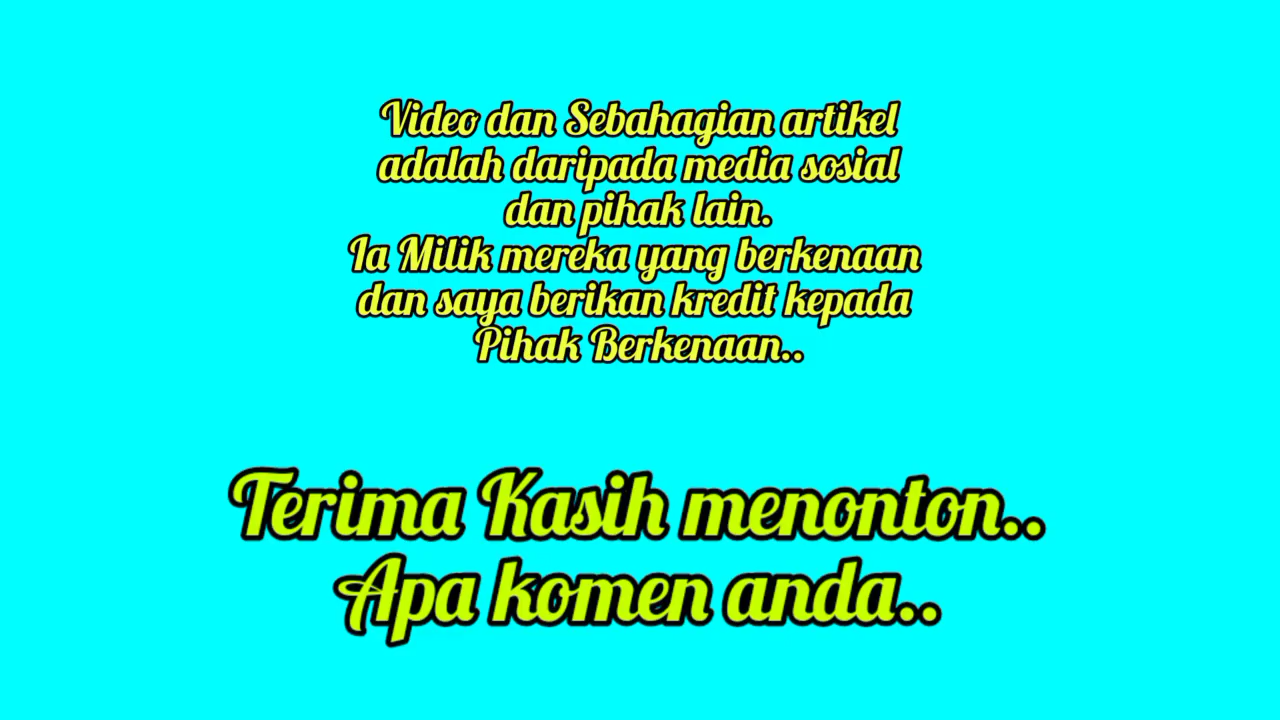 Video dan Sebahagian artikel
adalah daripada media sosial
dan pihak lain.
Ia Milik mereka yang berkenaan
dan saya berikan kredit kepada
Pihak Berkenaan..
Terima Kasih menonton..
Apa komen anda..